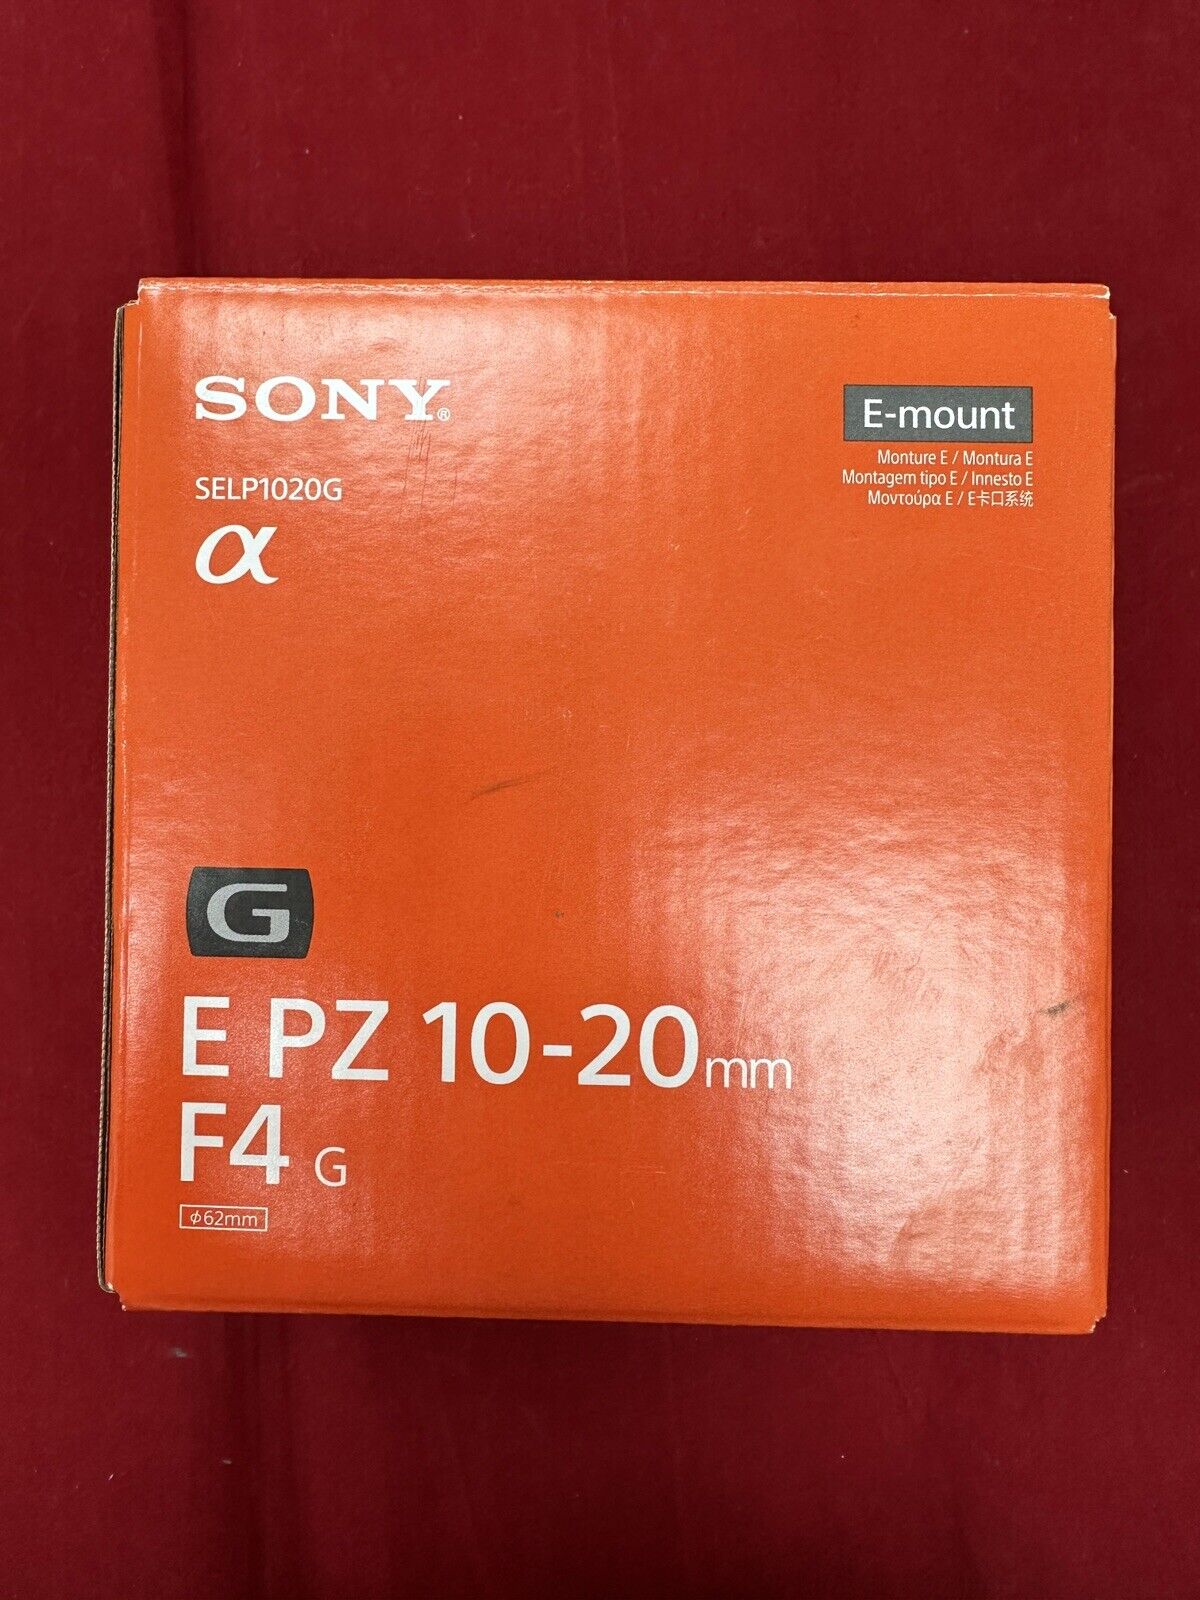 SONY®
SELP1020G
α
E-mount
Monture E / Montura E
Montagem tipo E / Innesto E
Μοντούρα E / E卡口系统
G
E PZ 10-20mm
F4 G
ϕ62mm